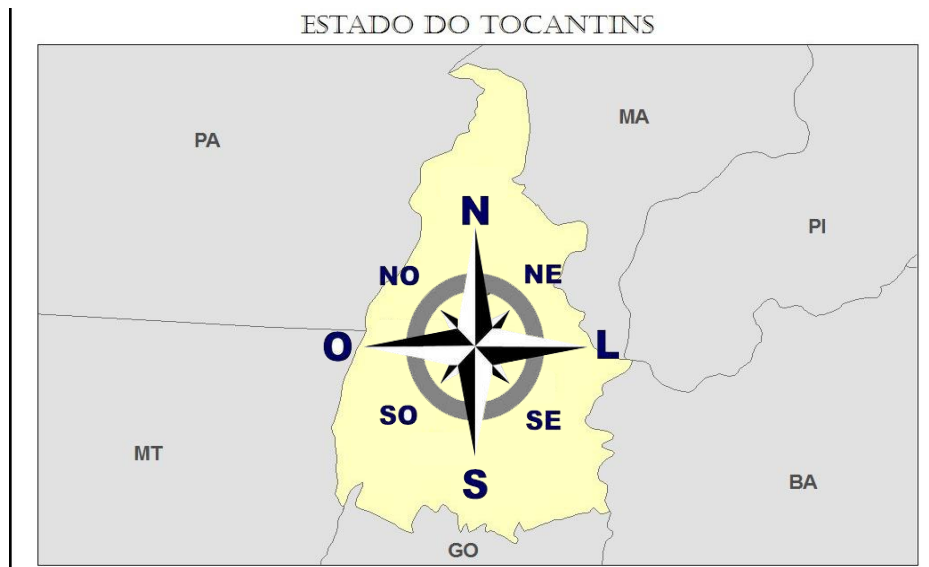 ESTADO DO TOCANTINS
MA
PA
N
PI
NO
NE
O
L
SO
SE
MT
S
BA
GO